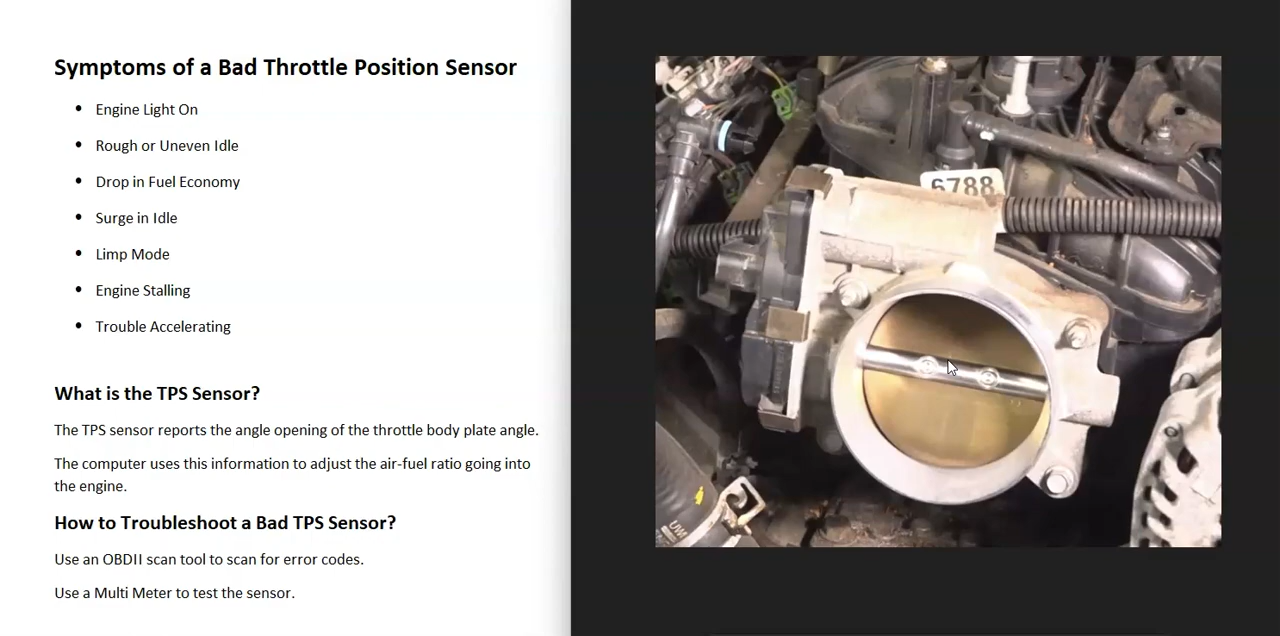 Symptoms of a Bad Throttle Position Sensor
Engine Light On
Rough or Uneven Idle
Drop in Fuel Economy
Surge in Idle
Limp Mode
Engine Stalling
Trouble Accelerating
What is the TPS Sensor?
The TPS sensor reports the angle opening of the throttle body plate angle.
The computer uses this information to adjust the air-fuel ratio going into
the engine.
How to Troubleshoot a Bad TPS Sensor?
Use an OBDII scan tool to scan for error codes.
Use a Multi Meter to test the sensor.
6788